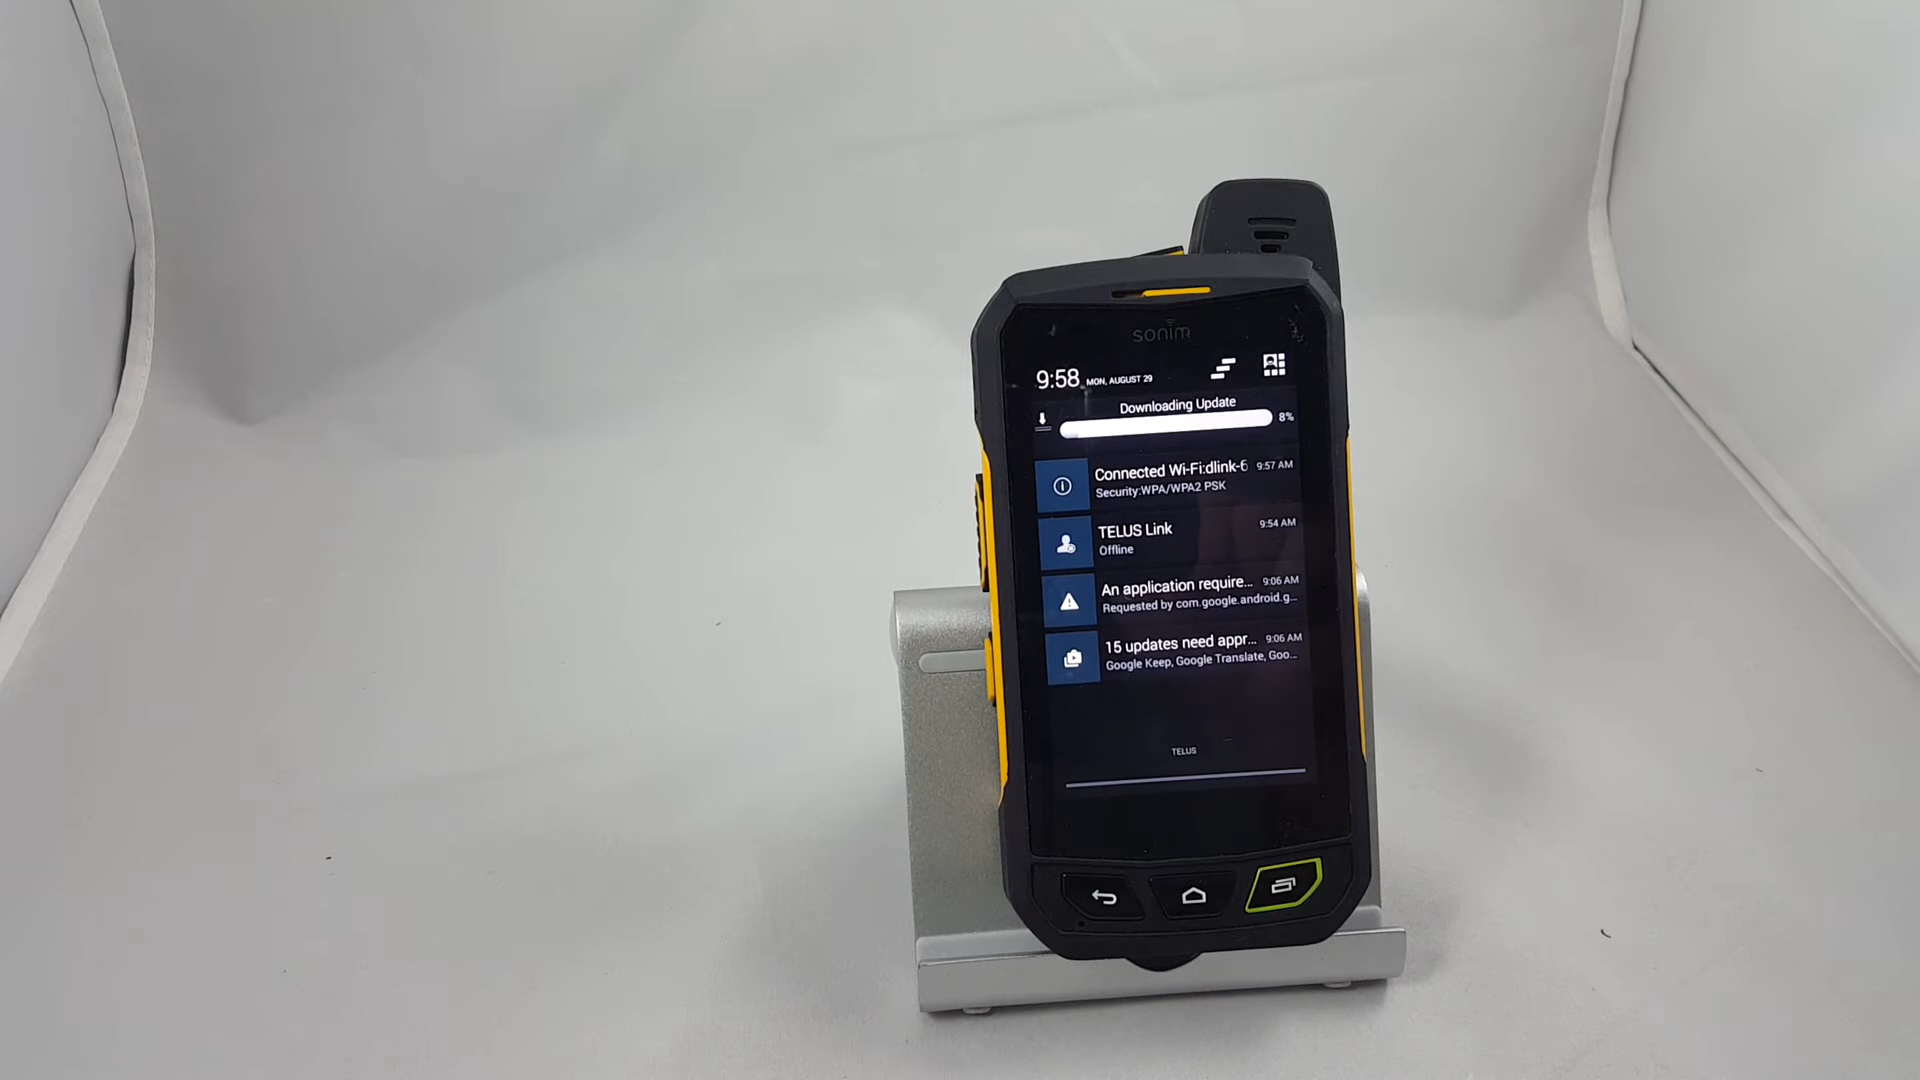 sonim
9:58 MON, AUGUST 29
Downloading Update
8%
Connected Wi-Fi:dlink-6 9:57 AM
Security:WPA/WPA2 PSK
TELUS Link 9:54 AM
Offline
An application require... 9:06 AM
Requested by com.google.android.g...
15 updates need appr... 9:06 AM
Google Keep, Google Translate, Goo...
TELUS